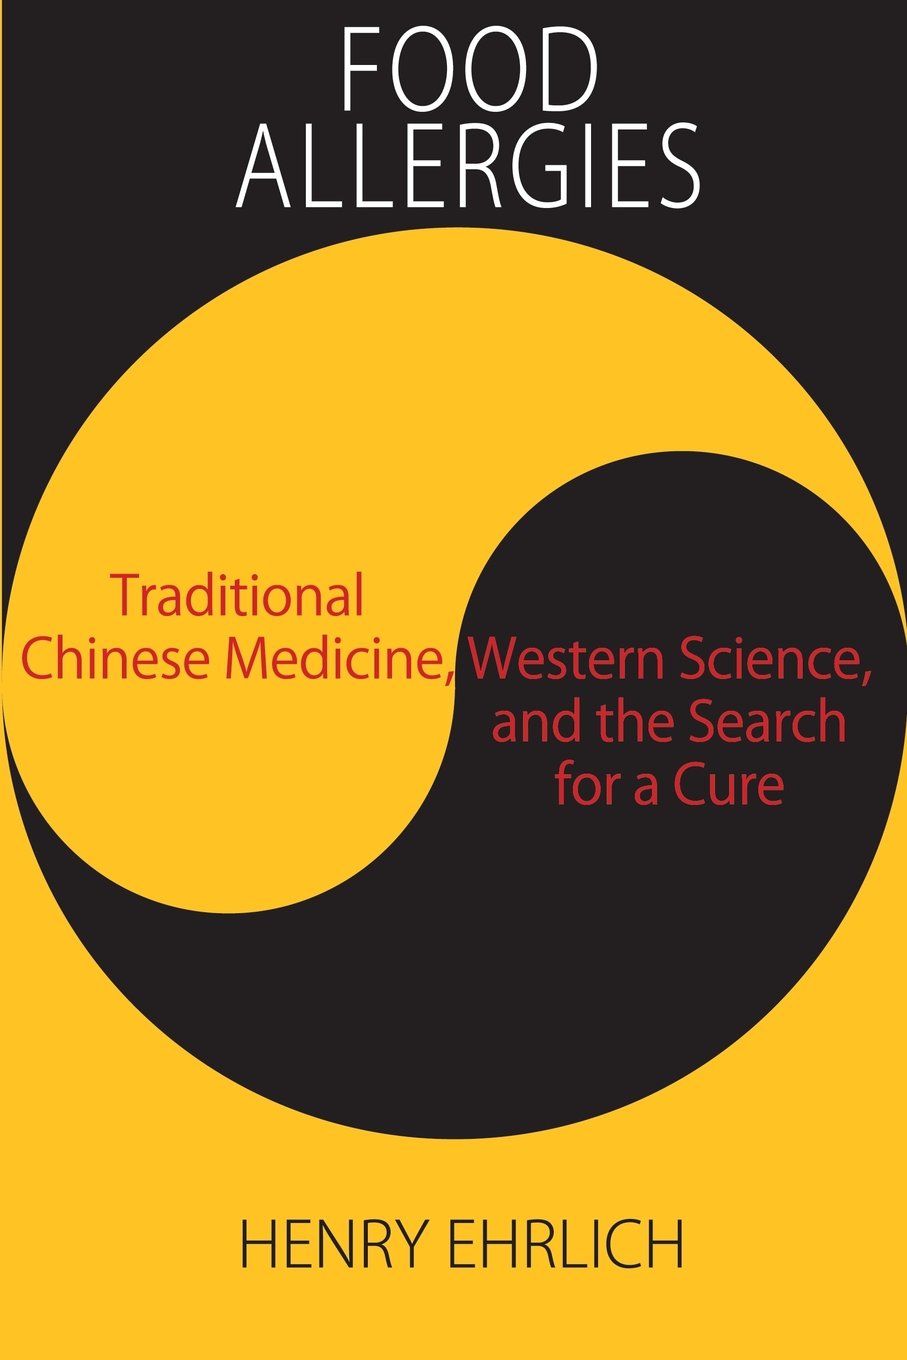 FOOD
ALLERGIES
Traditional
Chinese Medicine, Western Science,
and the Search
for a Cure
HENRY EHRLICH